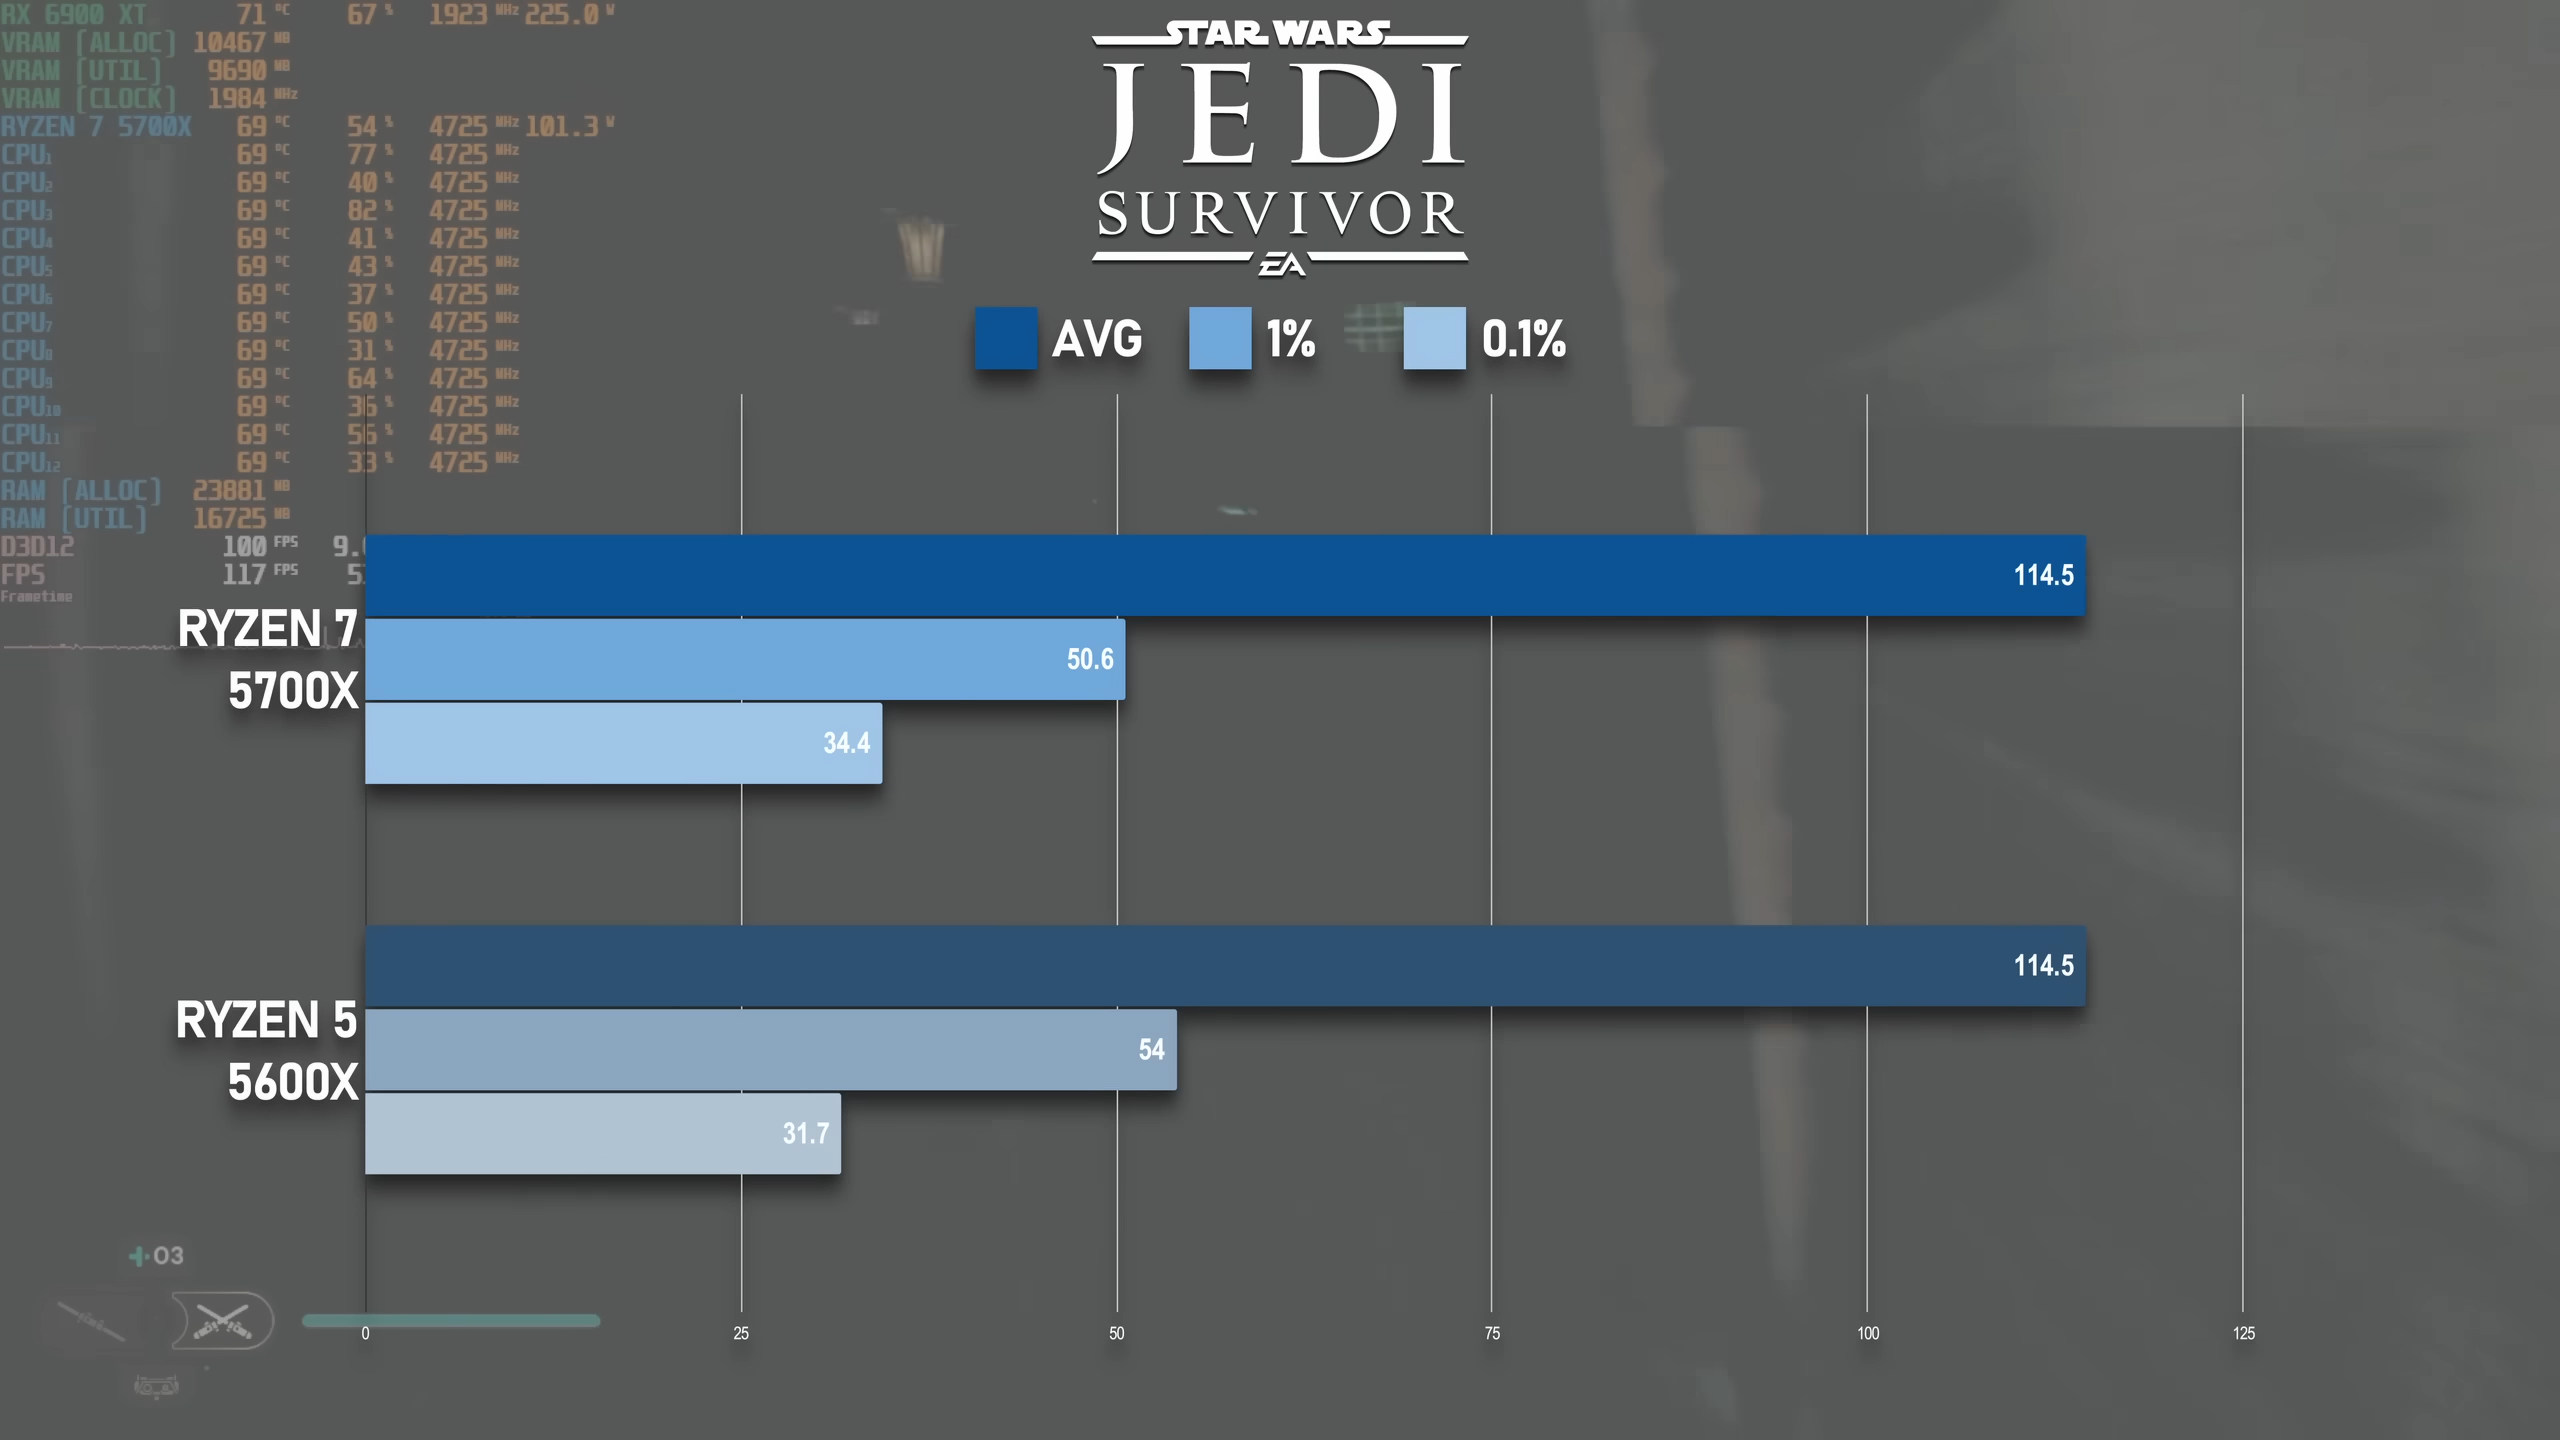 RX 6900 XT 71 °C 67 % 1923 MHz 225.0 W
VRAM [ALLOC] 10467 MB
VRAM [UTIL] 9690 MB
VRAM [CLOCK] 1984 MHz
RYZEN 7 5700X 69 °C 54 % 4725 MHz 101.3 W
CPU1 69 °C 77 % 4725 MHz
CPU2 69 °C 40 % 4725 MHz
CPU3 69 °C 82 % 4725 MHz
CPU4 69 °C 41 % 4725 MHz
CPU5 69 °C 43 % 4725 MHz
CPU6 69 °C 37 % 4725 MHz
CPU7 69 °C 50 % 4725 MHz
CPU8 69 °C 31 % 4725 MHz
CPU9 69 °C 64 % 4725 MHz
CPU10 69 °C 36 % 4725 MHz
CPU11 69 °C 56 % 4725 MHz
CPU12 69 °C 33 % 4725 MHz
RAM [ALLOC] 23881 MB
RAM [UTIL] 16725 MB
D3D12 100 FPS
FPS 117 FPS
Frametime
STAR WARS
JEDI
SURVIVOR
EA
AVG 1% 0.1%
RYZEN 7
5700X
114.5
50.6
34.4
RYZEN 5
5600X
114.5
54
31.7
03
0 25 50 75 100 125